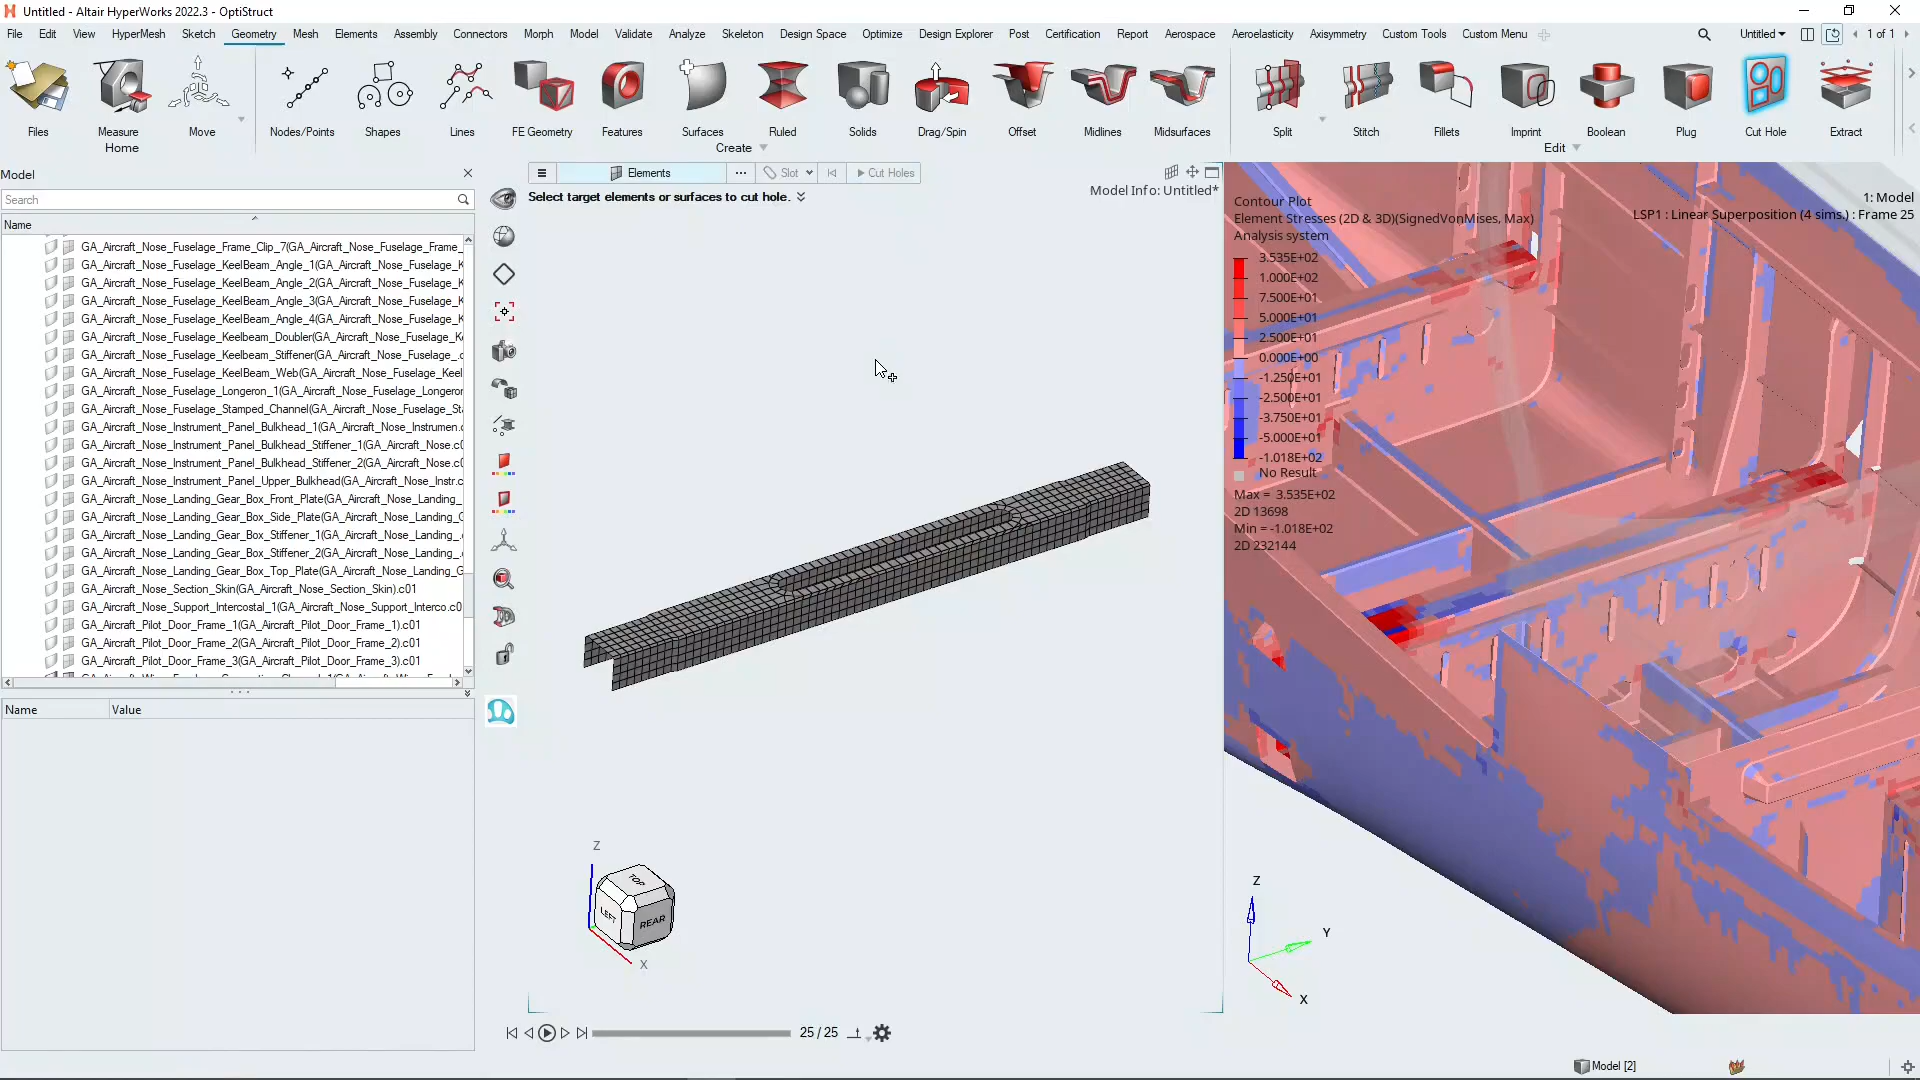 Untitled - Altair HyperWorks 2022.3 - OptiStruct
File Edit View HyperMesh Sketch Geometry Mesh Elements Assembly Connectors Morph Model Validate Analyze Skeleton Design Space Optimize Design Explorer Post Certification Report Aerospace Aeroelasticity Axisymmetry Custom Tools Custom Menu Untitled 1 of 1
Files Measure Move Nodes/Points Shapes Lines FE Geometry Features Surfaces Ruled Solids Drag/Spin Offset Midlines Midsurfaces Split Stitch Fillets Imprint Boolean Plug Cut Hole Extract
Home Create Edit
Model
Search
Name
GA_Aircraft_Nose_Fuselage_Frame_Clip_7(GA_Aircraft_Nose_Fuselage_Frame_
GA_Aircraft_Nose_Fuselage_KeelBeam_Angle_1(GA_Aircraft_Nose_Fuselage_K
GA_Aircraft_Nose_Fuselage_KeelBeam_Angle_2(GA_Aircraft_Nose_Fuselage_K
GA_Aircraft_Nose_Fuselage_KeelBeam_Angle_3(GA_Aircraft_Nose_Fuselage_K
GA_Aircraft_Nose_Fuselage_KeelBeam_Angle_4(GA_Aircraft_Nose_Fuselage_K
GA_Aircraft_Nose_Fuselage_Keelbeam_Doubler(GA_Aircraft_Nose_Fuselage_K
GA_Aircraft_Nose_Fuselage_Keelbeam_Stiffener(GA_Aircraft_Nose_Fuselage_.c
GA_Aircraft_Nose_Fuselage_KeelBeam_Web(GA_Aircraft_Nose_Fuselage_Keel
GA_Aircraft_Nose_Fuselage_Longeron_1(GA_Aircraft_Nose_Fuselage_Longeror
GA_Aircraft_Nose_Fuselage_Stamped_Channel(GA_Aircraft_Nose_Fuselage_Sta
GA_Aircraft_Nose_Instrument_Panel_Bulkhead_1(GA_Aircraft_Nose_Instrumen.c
GA_Aircraft_Nose_Instrument_Panel_Bulkhead_Stiffener_1(GA_Aircraft_Nose.c0
GA_Aircraft_Nose_Instrument_Panel_Bulkhead_Stiffener_2(GA_Aircraft_Nose.c0
GA_Aircraft_Nose_Instrument_Panel_Upper_Bulkhead(GA_Aircraft_Nose_Instr.c
GA_Aircraft_Nose_Landing_Gear_Box_Front_Plate(GA_Aircraft_Nose_Landing_
GA_Aircraft_Nose_Landing_Gear_Box_Side_Plate(GA_Aircraft_Nose_Landing_G
GA_Aircraft_Nose_Landing_Gear_Box_Stiffener_1(GA_Aircraft_Nose_Landing_.
GA_Aircraft_Nose_Landing_Gear_Box_Stiffener_2(GA_Aircraft_Nose_Landing_.
GA_Aircraft_Nose_Landing_Gear_Box_Top_Plate(GA_Aircraft_Nose_Landing_G
GA_Aircraft_Nose_Section_Skin(GA_Aircraft_Nose_Section_Skin).c01
GA_Aircraft_Nose_Support_Intercostal_1(GA_Aircraft_Nose_Support_Interco.c0
GA_Aircraft_Pilot_Door_Frame_1(GA_Aircraft_Pilot_Door_Frame_1).c01
GA_Aircraft_Pilot_Door_Frame_2(GA_Aircraft_Pilot_Door_Frame_2).c01
GA_Aircraft_Pilot_Door_Frame_3(GA_Aircraft_Pilot_Door_Frame_3).c01
Name Value
Elements Slot Cut Holes
Select target elements or surfaces to cut hole.
Model Info: Untitled*
Z
TOP
LEFT
REAR
X
25 / 25
Contour Plot
Element Stresses (2D & 3D)(SignedVonMises, Max)
Analysis system
3.535E+02
1.000E+02
7.500E+01
5.000E+01
2.500E+01
0.000E+00
-1.250E+01
-2.500E+01
-3.750E+01
-5.000E+01
-1.018E+02
No Result
Max = 3.535E+02
2D 13698
Min = -1.018E+02
2D 232144
1: Model
LSP1 : Linear Superposition (4 sims.) : Frame 25
Z
Y
X
Model [2]